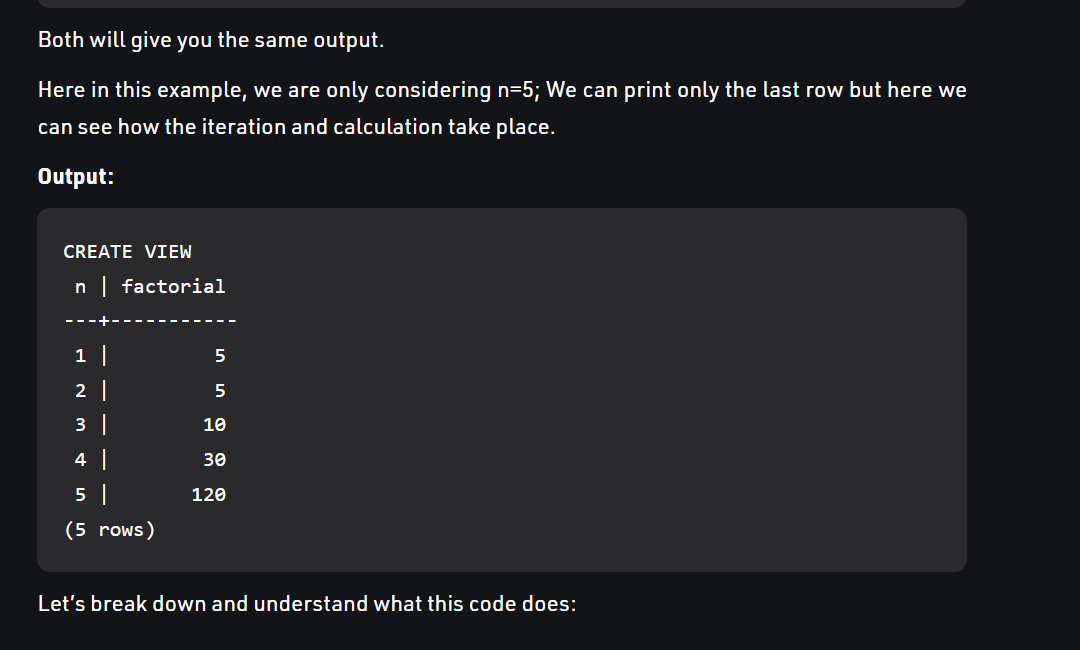 Both will give you the same output.
Here in this example, we are only considering n=5; We can print only the last row but here we
can see how the iteration and calculation take place.
Output:
CREATE VIEW
 n | factorial
---+-----------
 1 |         5
 2 |         5
 3 |        10
 4 |        30
 5 |       120
(5 rows)
Let’s break down and understand what this code does: